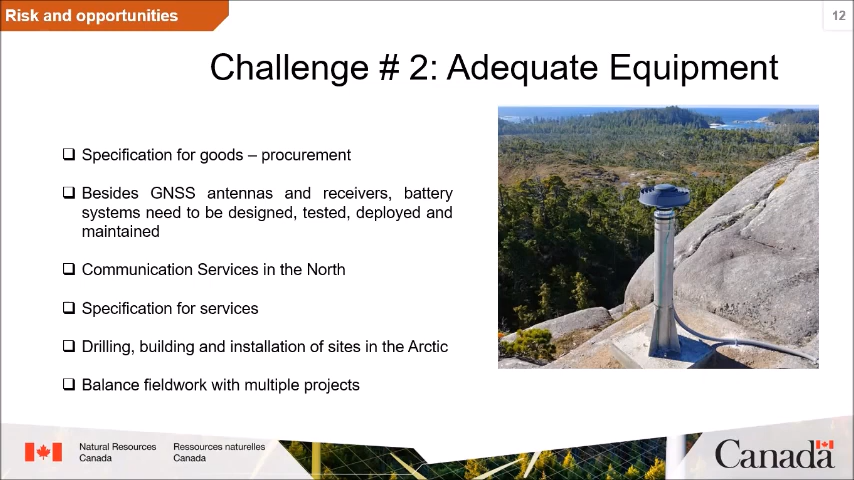 Risk and opportunities
12
Challenge # 2: Adequate Equipment
❑ Specification for goods – procurement
❑ Besides GNSS antennas and receivers, battery
systems need to be designed, tested, deployed and
maintained
❑ Communication Services in the North
❑ Specification for services
❑ Drilling, building and installation of sites in the Arctic
❑ Balance fieldwork with multiple projects
Natural Resources
Canada
Ressources naturelles
Canada
Canada